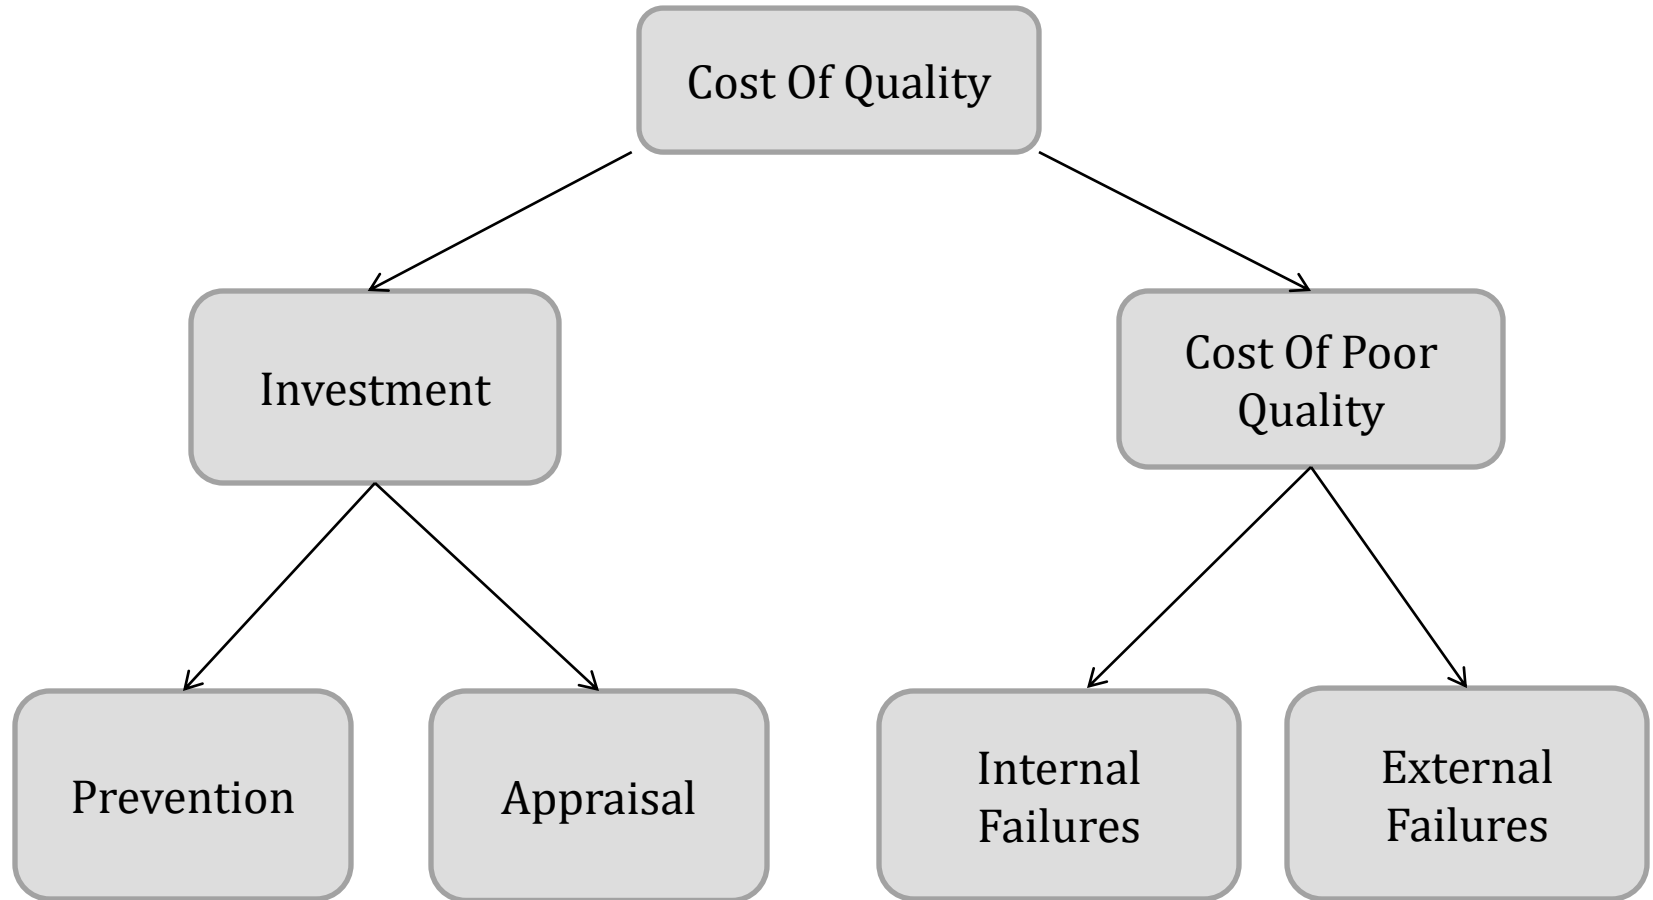 Cost Of Quality
Investment
Cost Of Poor
Quality
Prevention
Appraisal
Internal
Failures
External
Failures